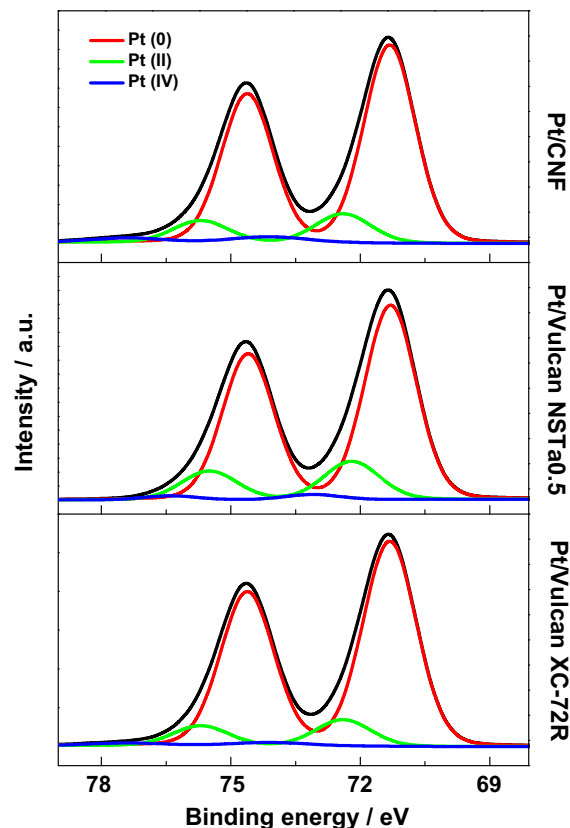 Pt (0)
Pt (II)
Pt (IV)
Pt/CNF
Pt/Vulcan NSTa0.5
Pt/Vulcan XC-72R
Intensity / a.u.
78 75 72 69
Binding energy / eV